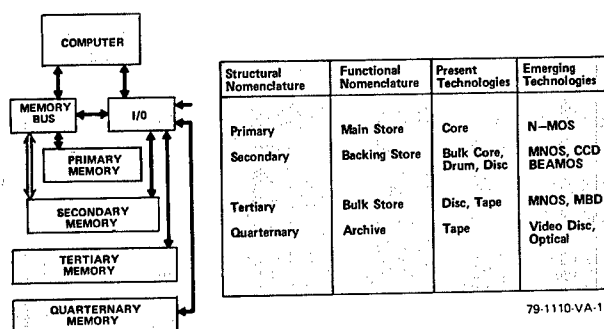 COMPUTER
MEMORY
BUS
I/O
PRIMARY
MEMORY
SECONDARY
MEMORY
TERTIARY
MEMORY
QUARTERNARY
MEMORY
Structural Nomenclature Functional Nomenclature Present Technologies Emerging Technologies
Primary Main Store Core N-MOS
Secondary Backing Store Bulk Core, Drum, Disc MNOS, CCD BEAMOS
Tertiary Bulk Store Disc, Tape MNOS, MBD
Quarternary Archive Tape Video Disc, Optical
79-1110-VA-1